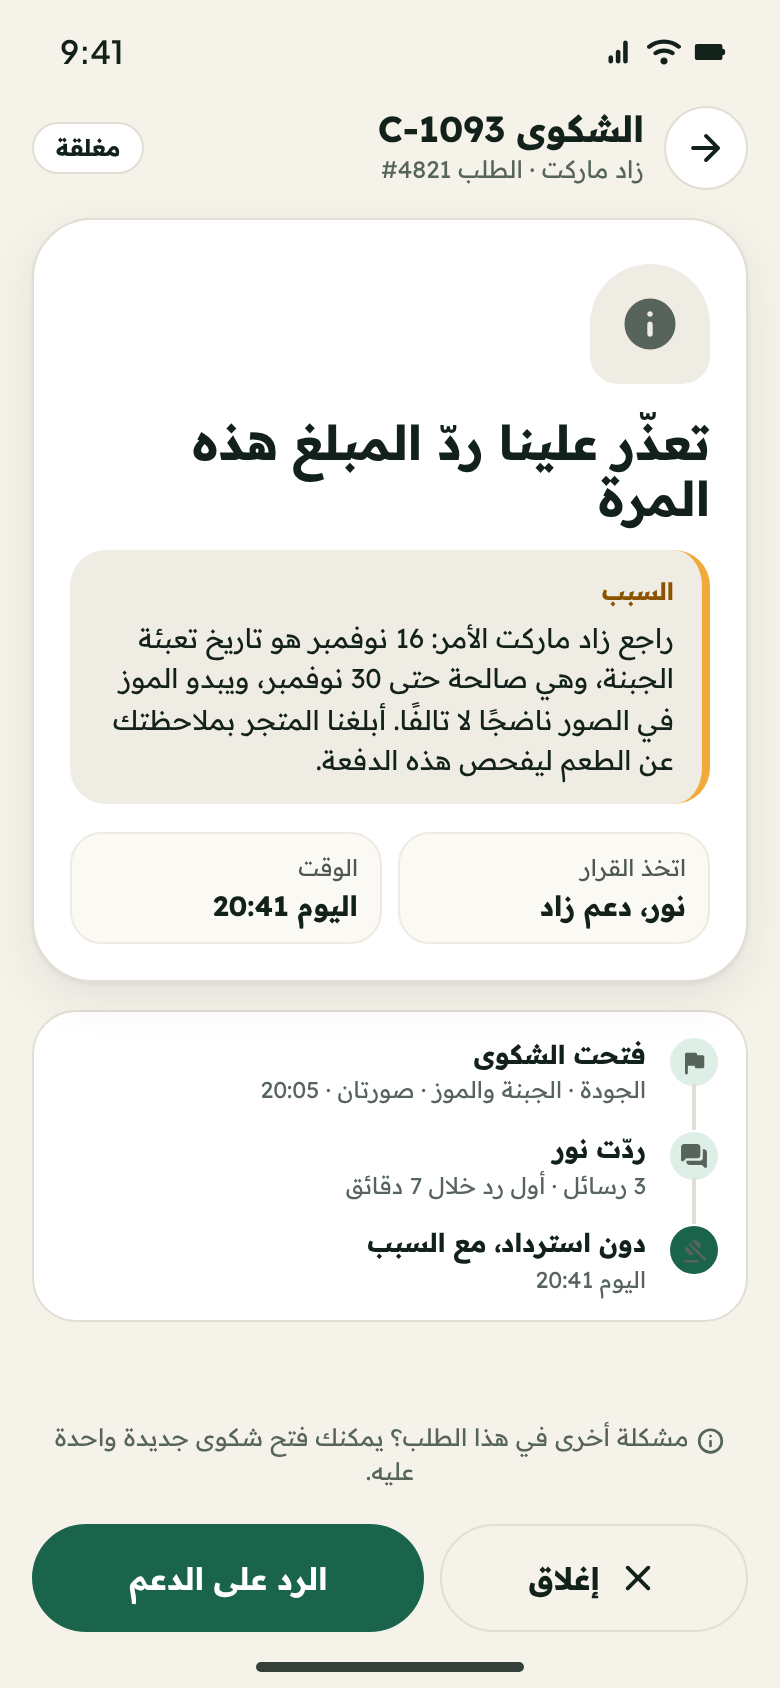 9:41
الشكوى C-1093
زاد ماركت · الطلب 4821#
مغلقة
تعذّر علينا ردّ المبلغ هذه
المرة
السبب
راجع زاد ماركت الأمر: 16 نوفمبر هو تاريخ تعبئة
الجبنة، وهي صالحة حتى 30 نوفمبر، ويبدو الموز
في الصور ناضجًا لا تالفًا. أبلغنا المتجر بملاحظتك
عن الطعم ليفحص هذه الدفعة.
اتخذ القرار
نور، دعم زاد
الوقت
اليوم 20:41
فتحت الشكوى
الجودة · الجبنة والموز · صورتان · 20:05
ردّت نور
3 رسائل · أول رد خلال 7 دقائق
دون استرداد، مع السبب
اليوم 20:41
مشكلة أخرى في هذا الطلب؟ يمكنك فتح شكوى جديدة واحدة
عليه.
إغلاق
الرد على الدعم